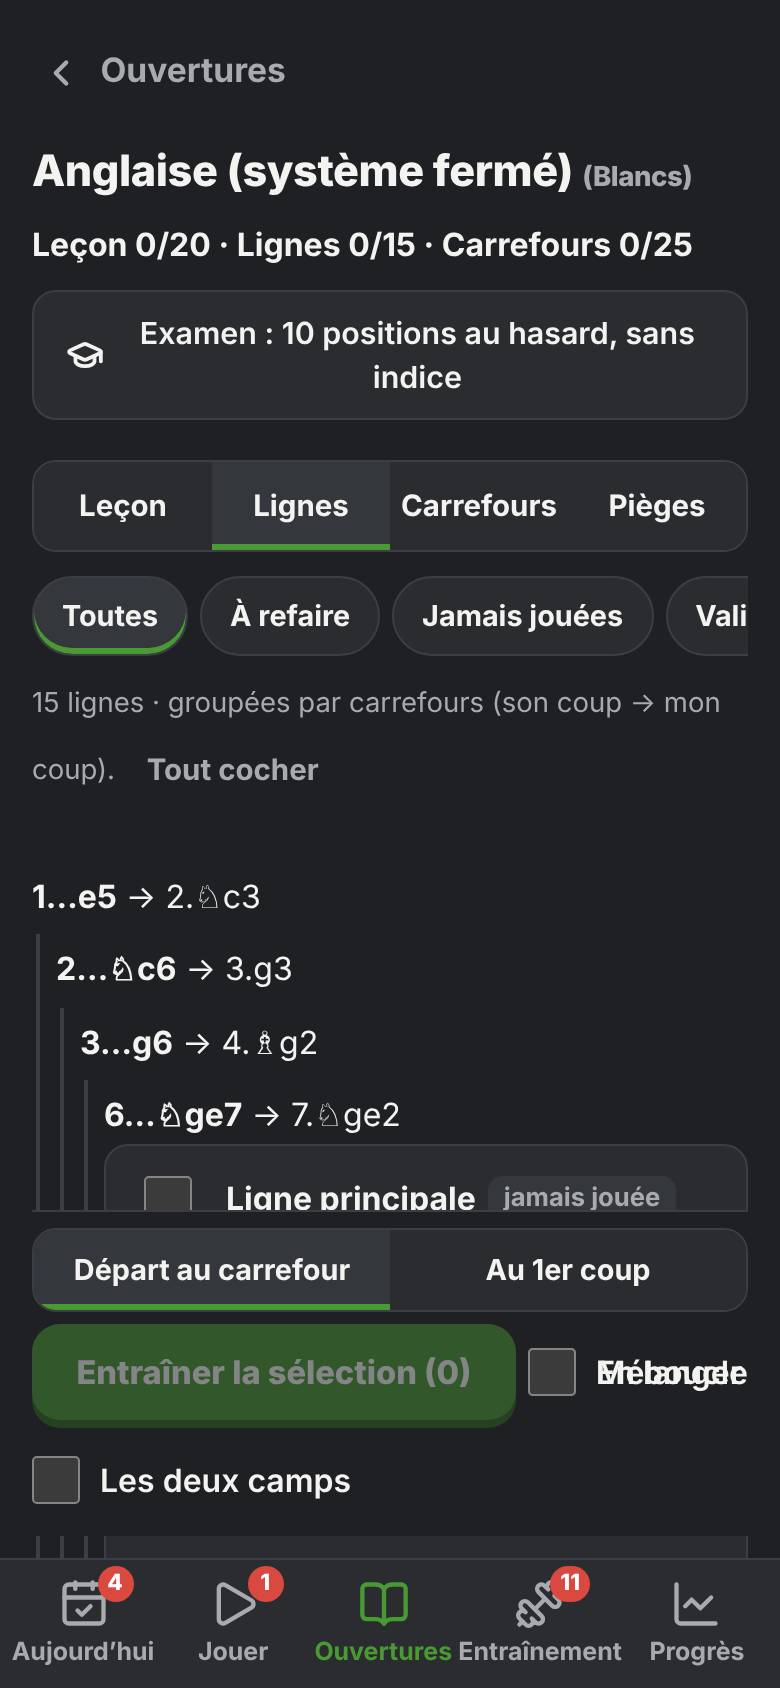 Ouvertures
Anglaise (système fermé) (Blancs)
Leçon 0/20 · Lignes 0/15 · Carrefours 0/25
Examen : 10 positions au hasard, sans
indice
Leçon Lignes Carrefours Pièges
Toutes À refaire Jamais jouées Vali
15 lignes · groupées par carrefours (son coup → mon
coup). Tout cocher
1…e5 → 2.♘c3
2…♘c6 → 3.g3
3…g6 → 4.♗g2
6…♘ge7 → 7.♘ge2
Ligne principale jamais jouée
Départ au carrefour Au 1er coup
Entraîner la sélection (0)
Les deux camps
4 1 11
Aujourd’hui Jouer Ouvertures Entraînement Progrès